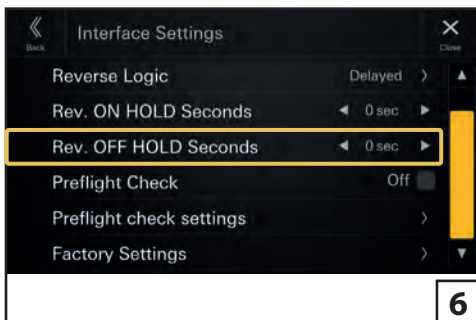 Interface Settings
Back
Close
Reverse Logic Delayed
Rev. ON HOLD Seconds 0 sec
Rev. OFF HOLD Seconds 0 sec
Preflight Check Off
Preflight check settings
Factory Settings
6